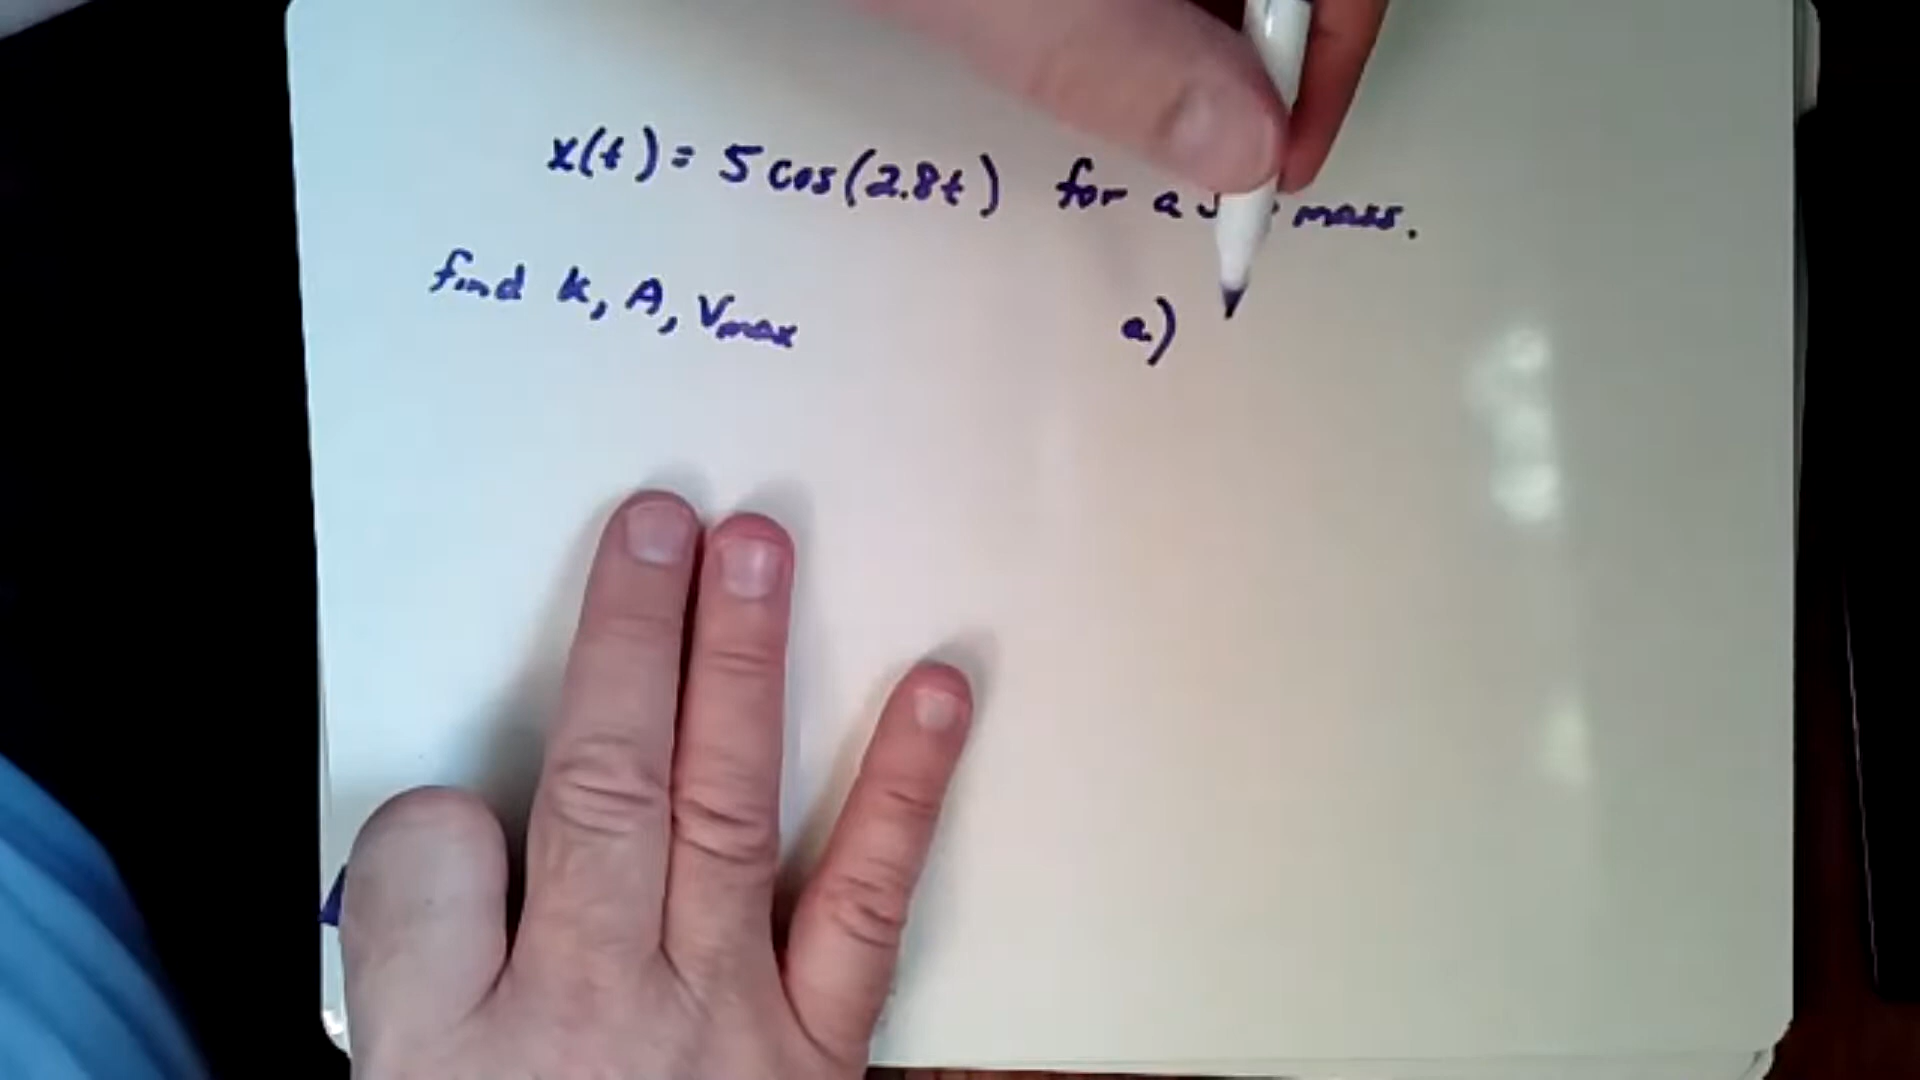 x(t) = 5 cos(2.8t) for a mass.
find k, A, Vmax
a)